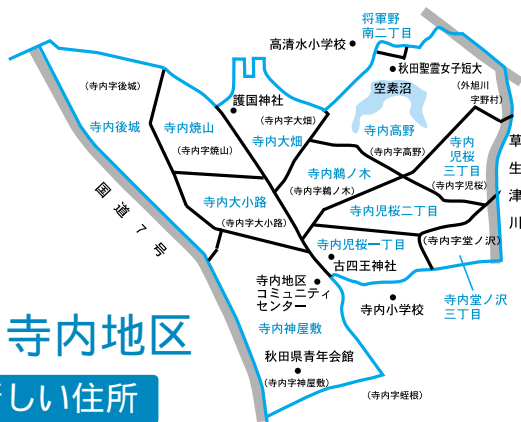 将軍野
南二丁目
高清水小学校
秋田聖霊女子短大
(外旭川
字野村)
空素沼
(寺内字後城)
護国神社
(寺内字大畑)
寺内後城
寺内焼山
(寺内字焼山)
寺内大畑
寺内高野
(寺内字高野)
寺内
児桜
三丁目
(寺内字児桜)
草生津川
寺内鵜ノ木
(寺内字鵜ノ木)
国道7号
寺内大小路
(寺内字大小路)
寺内児桜二丁目
寺内児桜一丁目
(寺内字堂ノ沢)
古四王神社
寺内地区
コミュニティ
センター
寺内小学校
寺内堂ノ沢
三丁目
寺内神屋敷
寺内地区
秋田県青年会館
(寺内字神屋敷)
(寺内字蛭根)
しい住所